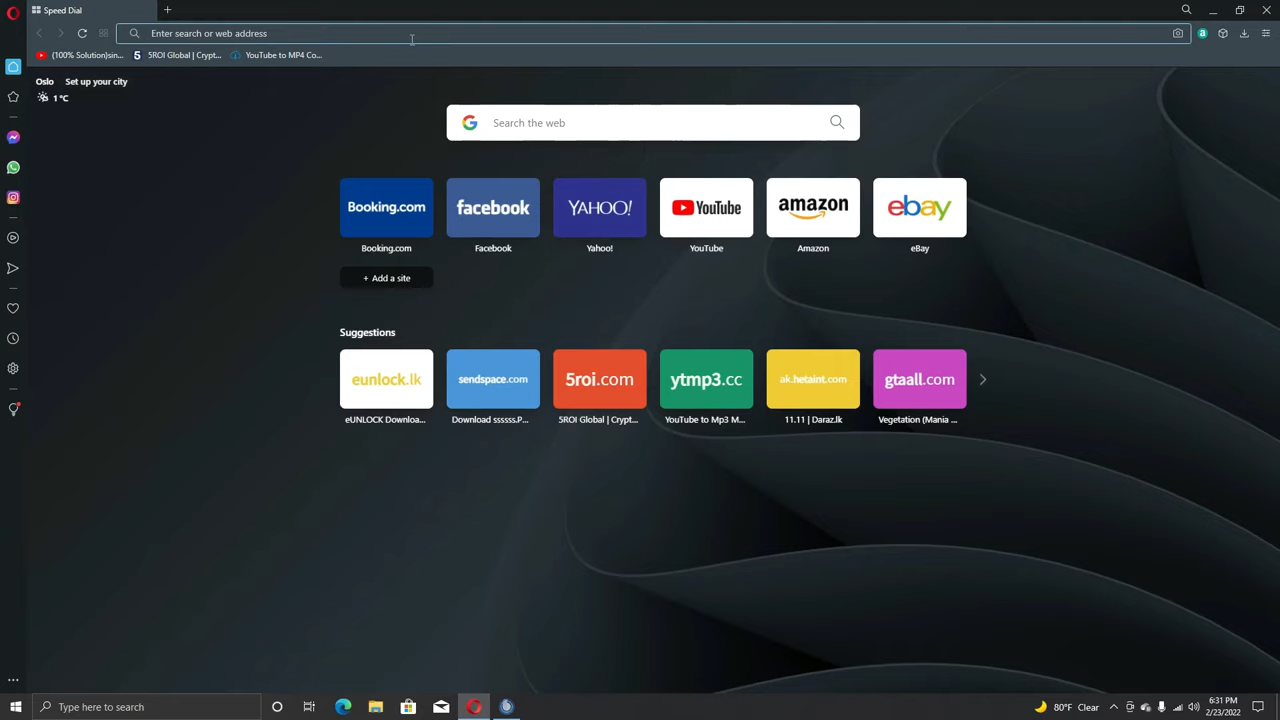 Speed Dial
Enter search or web address
(100% Solution)sin...
5ROI Global | Crypt...
YouTube to MP4 Co...
Oslo Set up your city
1 °C
Search the web
Booking.com
facebook
YAHOO!
YouTube
amazon
ebay
Booking.com
Facebook
Yahoo!
YouTube
Amazon
eBay
+ Add a site
Suggestions
eunlock.lk
sendspace.com
5roi.com
ytmp3.cc
ak.hetaint.com
gtaall.com
eUNLOCK Downloa...
Download ssssss.P...
5ROI Global | Crypt...
YouTube to Mp3 M...
11.11 | Daraz.lk
Vegetation (Mania ...
Type here to search
80°F Clear
6:31 PM
2/23/2022